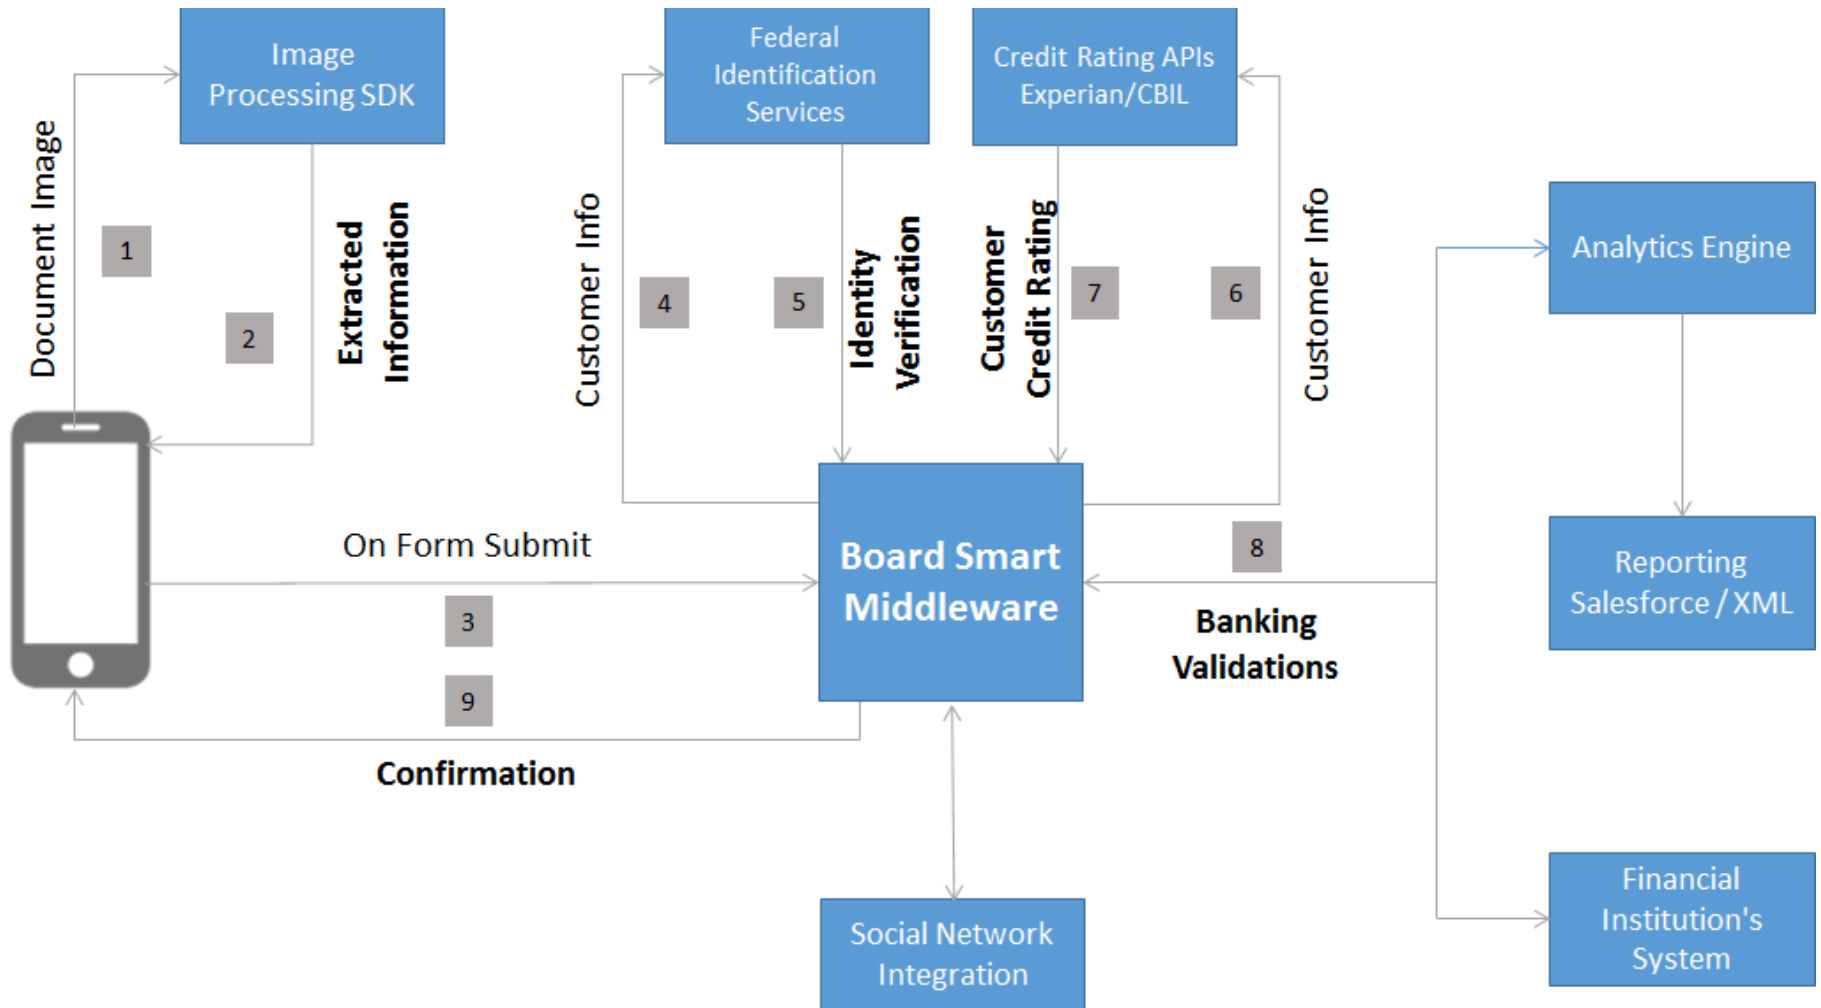 Image
Processing SDK
Federal
Identification
Services
Credit Rating APIs
Experian/CBIL
Document Image
1
2
Extracted
Information
Customer Info
4
5
Identity
Verification
Customer
Credit Rating
7
6
Customer Info
Analytics Engine
On Form Submit
3
9
Confirmation
Board Smart
Middleware
8
Banking
Validations
Reporting
Salesforce / XML
Social Network
Integration
Financial
Institution's
System